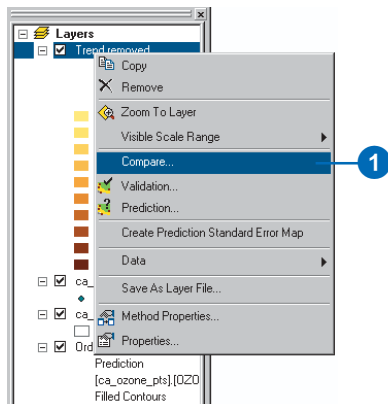 Layers
Trend removed
Copy
Remove
Zoom To Layer
Visible Scale Range
Compare...
1
Validation...
Prediction...
Create Prediction Standard Error Map
Data
Save As Layer File...
ca_
Method Properties...
ca_
Properties...
Ord
Prediction
[ca_ozone_pts].[OZO
Filled Contours